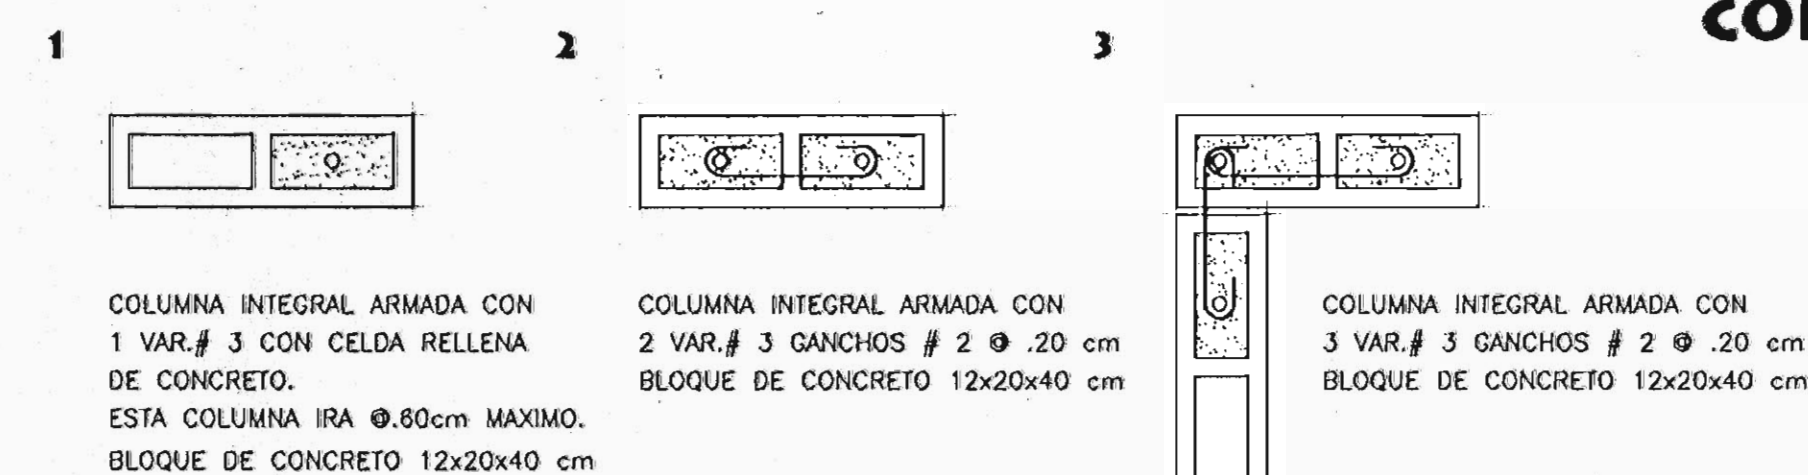 1
2
3
COLUMNA INTEGRAL ARMADA CON
1 VAR.# 3 CON CELDA RELLENA
DE CONCRETO.
ESTA COLUMNA IRA @.60cm MAXIMO.
BLOQUE DE CONCRETO 12x20x40 cm
COLUMNA INTEGRAL ARMADA CON
2 VAR.# 3 GANCHOS # 2 @ .20 cm
BLOQUE DE CONCRETO 12x20x40 cm
COLUMNA INTEGRAL ARMADA CON
3 VAR.# 3 GANCHOS # 2 @ .20 cm
BLOQUE DE CONCRETO 12x20x40 cm